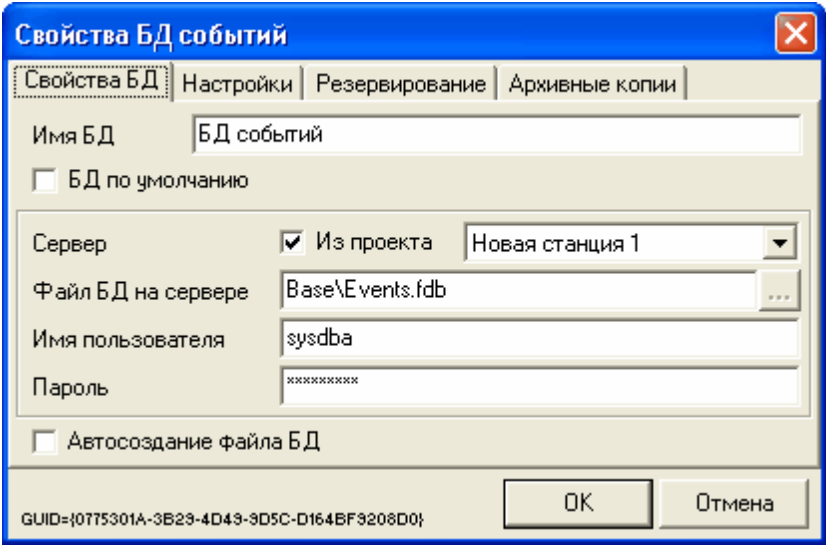 Свойства БД событий
Свойства БД Настройки Резервирование Архивные копии
Имя БД БД событий
БД по умолчанию
Сервер Из проекта Новая станция 1
Файл БД на сервере Base\Events.fdb ...
Имя пользователя sysdba
Пароль *********
Автосоздание файла БД
GUID={0775301A-3B29-4D49-9D5C-D164BF9208D0} OK Отмена